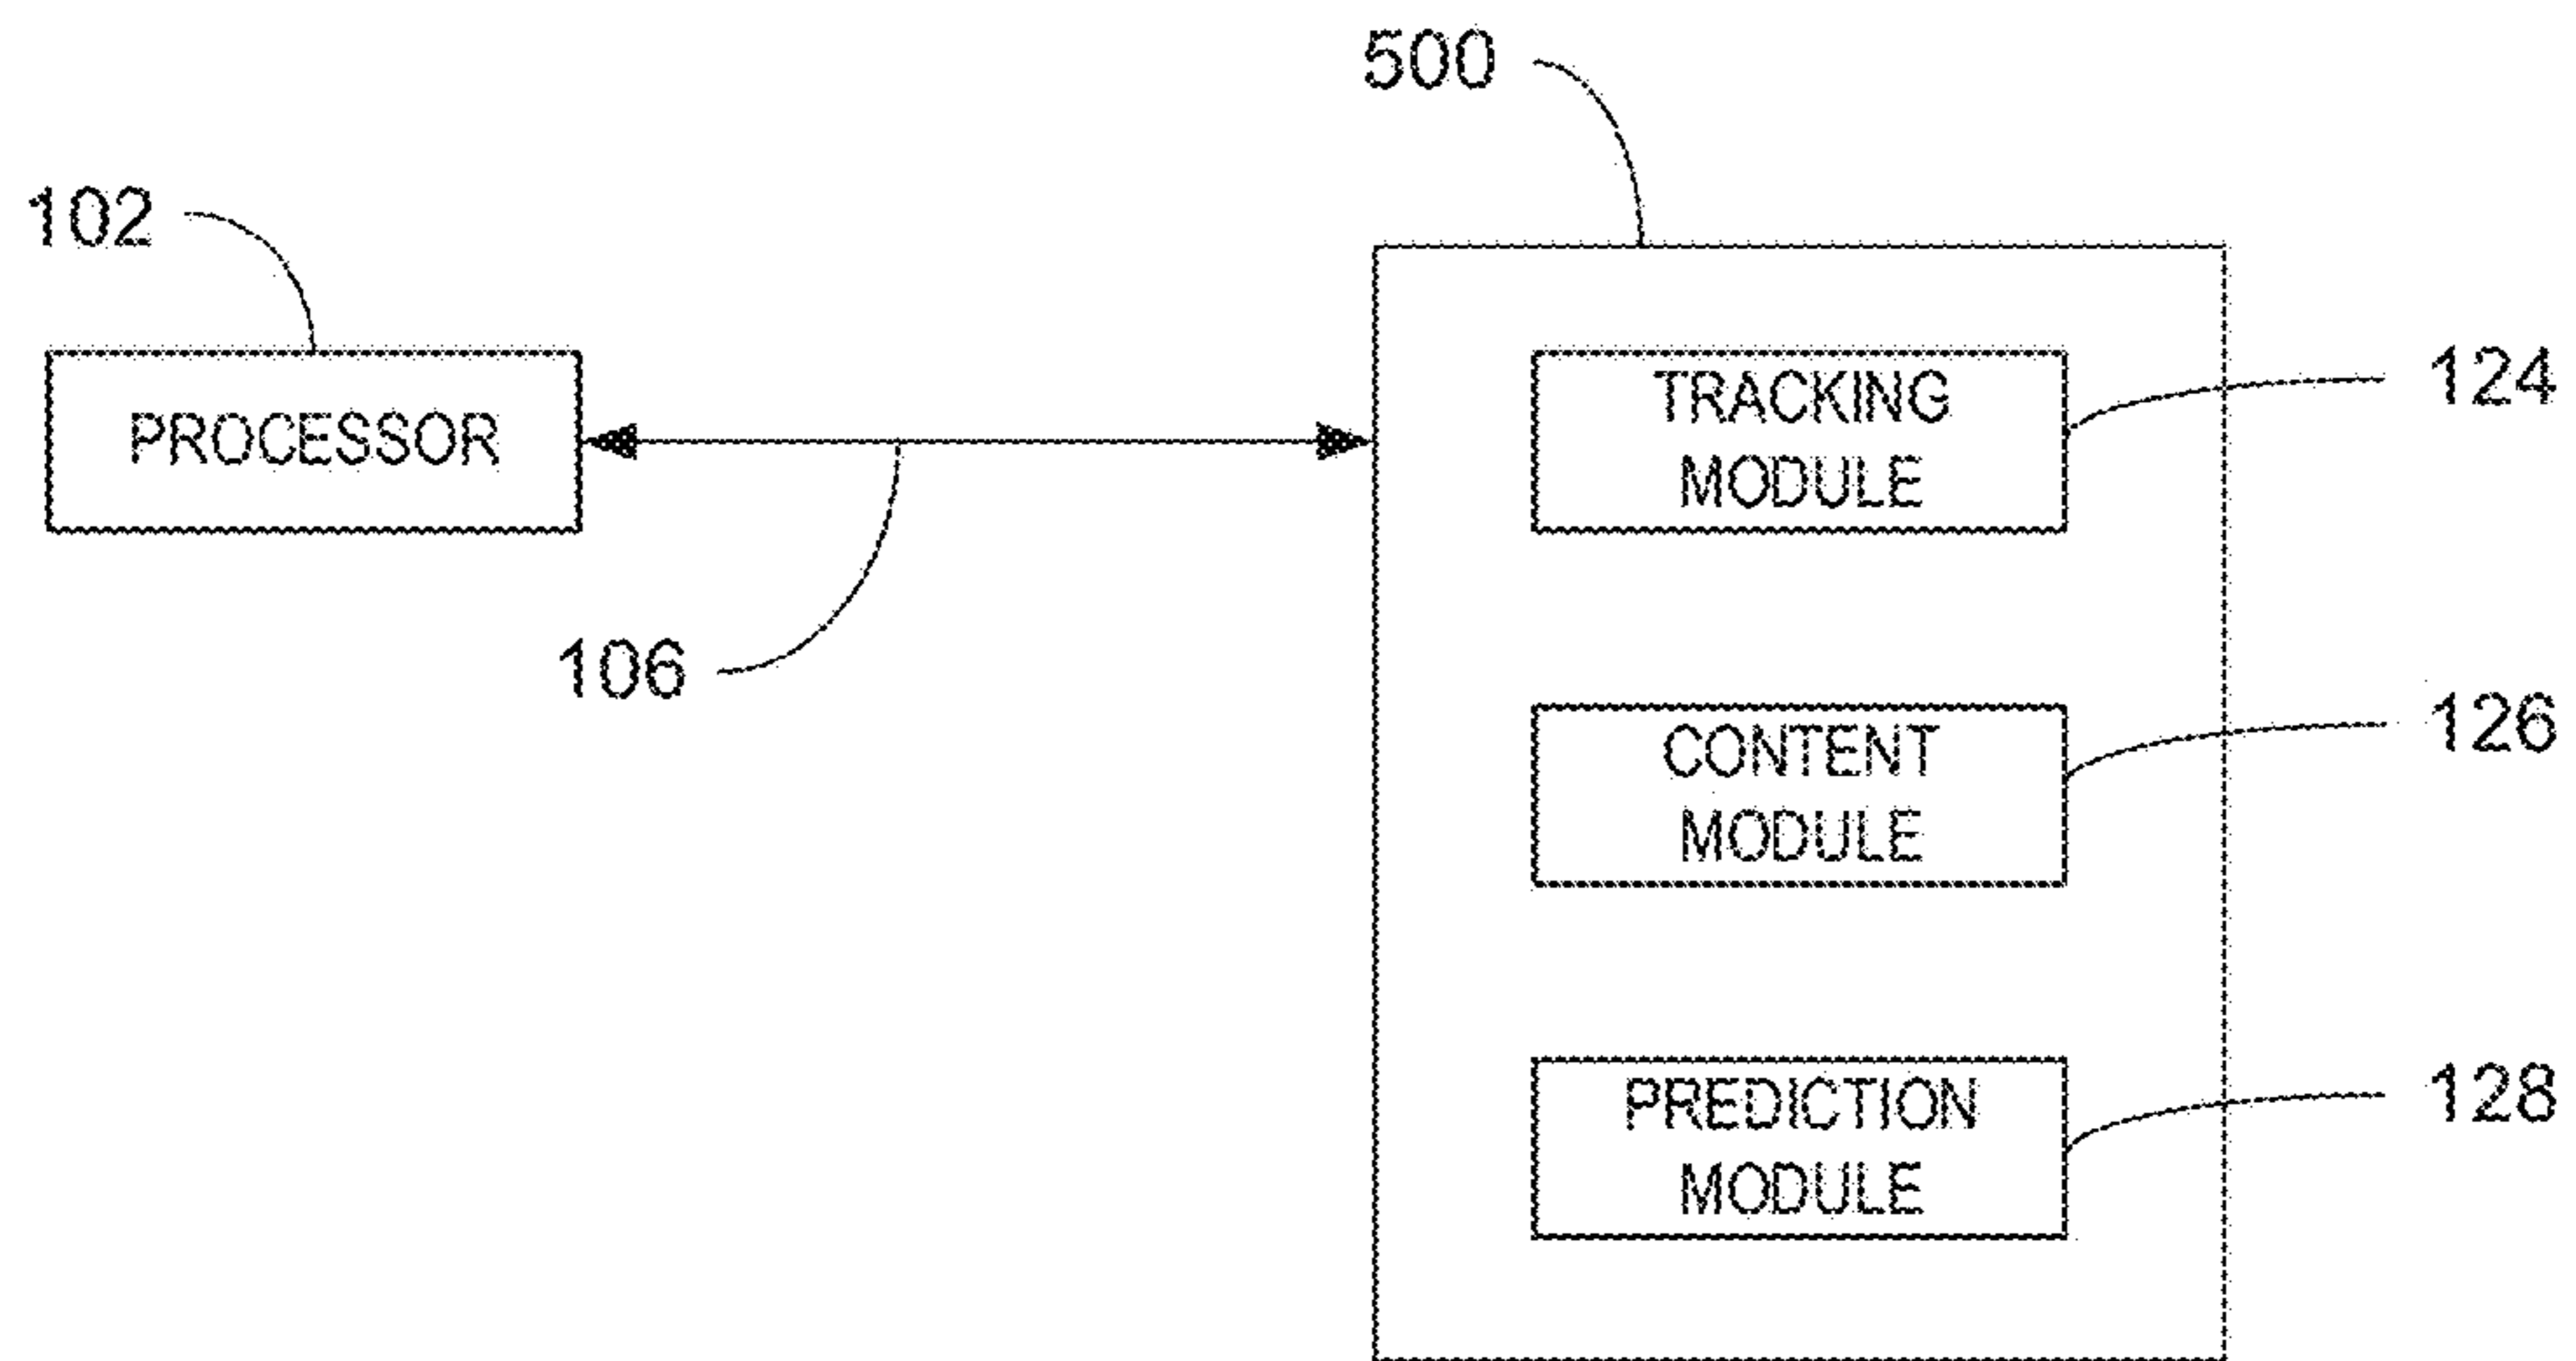 500
102
PROCESSOR
106
TRACKING
MODULE
124
CONTENT
MODULE
126
PREDICTION
MODULE
128